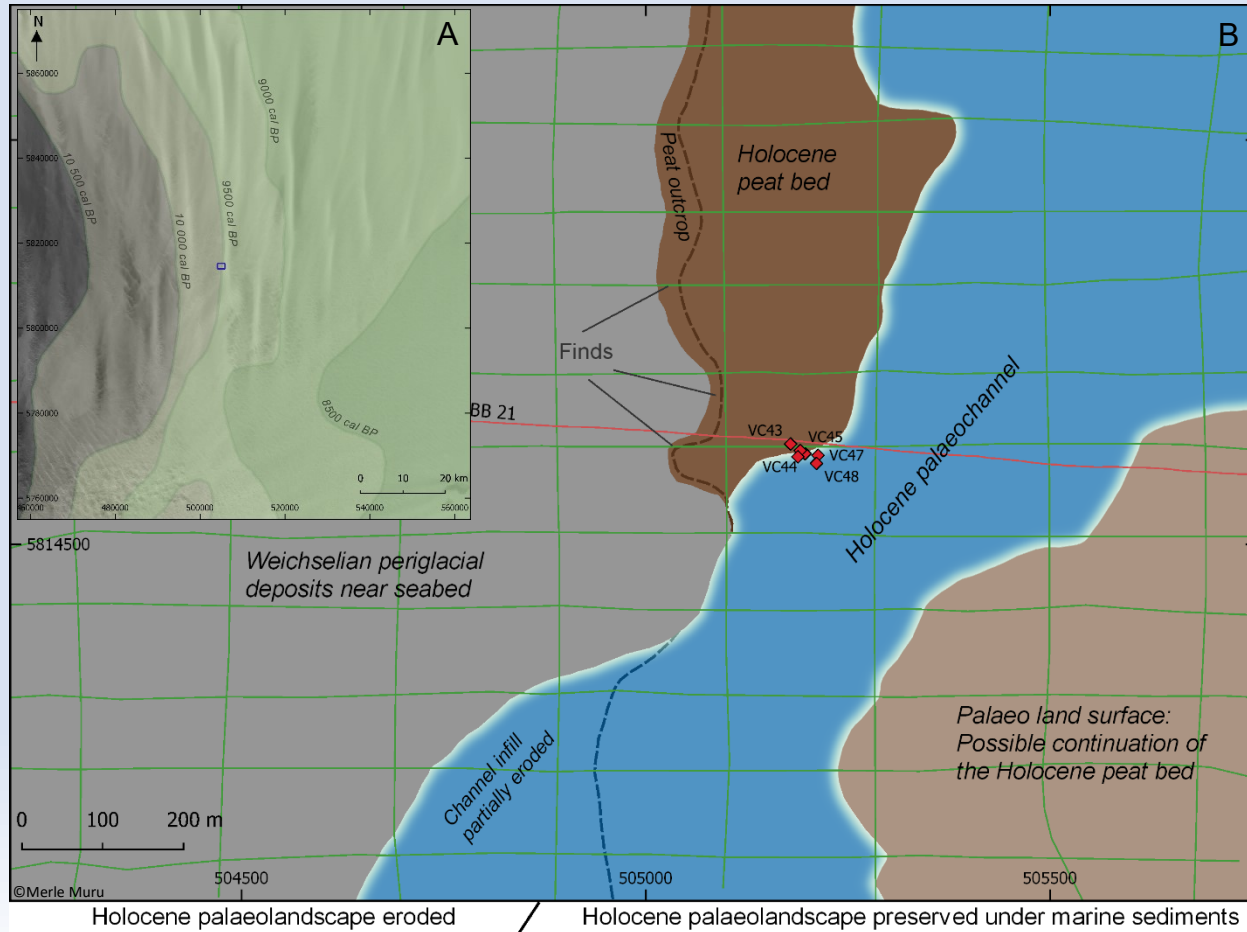 A
N
5860000
5840000
5820000
5800000
5780000
5760000
460000
480000
500000
520000
540000
560000
10 500 cal BP
10 000 cal BP
9500 cal BP
9000 cal BP
8500 cal BP
0 10 20 km
B
Peat outcrop
Holocene
peat bed
Finds
BB 21
VC43
VC45
VC44
VC47
VC48
Holocene palaeochannel
5814500
Weichselian periglacial
deposits near seabed
Channel infill
partially eroded
Palaeo land surface:
Possible continuation of
the Holocene peat bed
0 100 200 m
504500
505000
505500
©Merle Muru
Holocene palaeolandscape eroded / Holocene palaeolandscape preserved under marine sediments